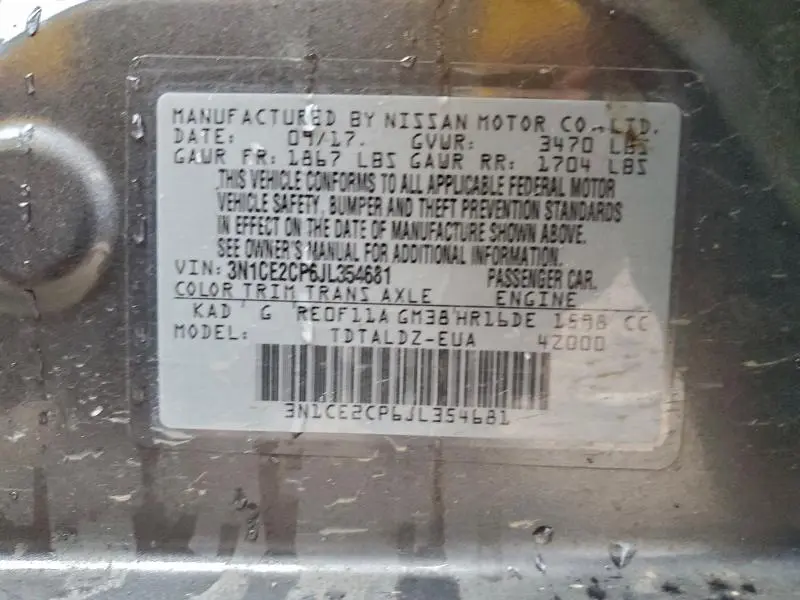 MANUFACTURED BY NISSAN MOTOR CO., LTD.
DATE: 09/17. GVWR: 3470 LBS
GAWR FR: 1867 LBS GAWR RR: 1704 LBS
THIS VEHICLE CONFORMS TO ALL APPLICABLE FEDERAL MOTOR
VEHICLE SAFETY, BUMPER AND THEFT PREVENTION STANDARDS
IN EFFECT ON THE DATE OF MANUFACTURE SHOWN ABOVE.
SEE OWNER'S MANUAL FOR ADDITIONAL INFORMATION.
VIN: 3N1CE2CP6JL354681 PASSENGER CAR.
COLOR TRIM TRANS AXLE ENGINE
KAD G RE0F11A GM38 HR16DE 1598 CC
MODEL: TDTALDZ-EUA 4Z000
3N1CE2CP6JL354681